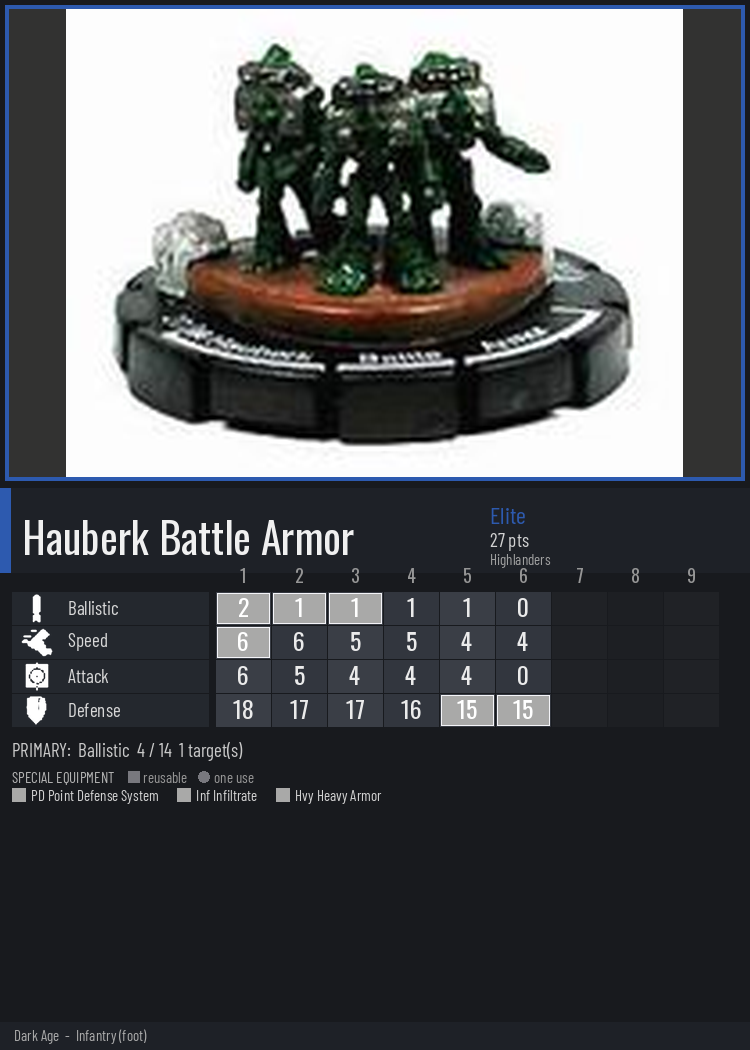 Battle
Hauberk Battle Armor
Elite
27 pts
Highlanders
1 2 3 4 5 6 7 8 9
Ballistic 2 1 1 1 1 0
Speed 6 6 5 5 4 4
Attack 6 5 4 4 4 0
Defense 18 17 17 16 15 15
PRIMARY: Ballistic 4 / 14 1 target(s)
SPECIAL EQUIPMENT reusable one use
PD Point Defense System Inf Infiltrate Hvy Heavy Armor
Dark Age - Infantry (foot)